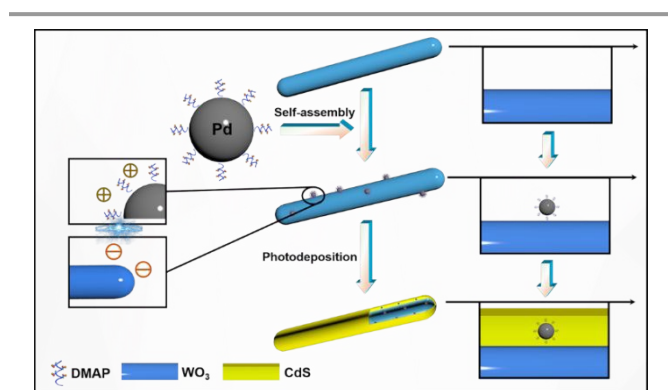 Pd
Self-assembly
Photodeposition
DMAP
WO₃
CdS